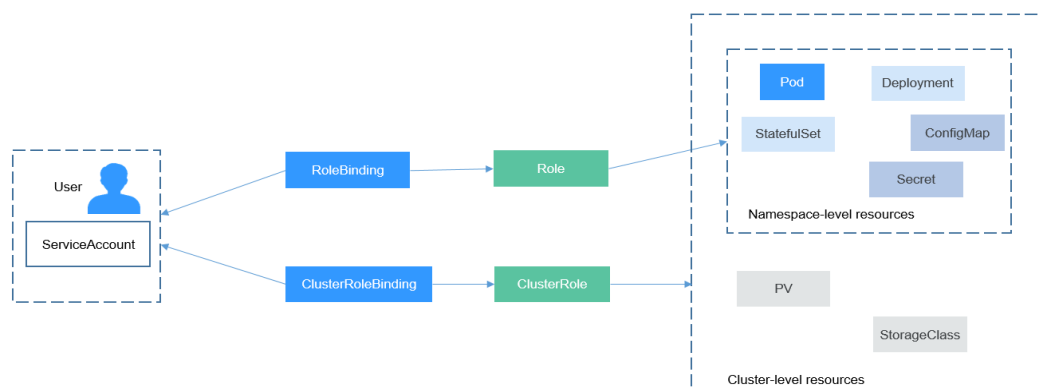 User
ServiceAccount
RoleBinding
Role
ClusterRoleBinding
ClusterRole
Pod
Deployment
StatefulSet
ConfigMap
Secret
Namespace-level resources
PV
StorageClass
Cluster-level resources